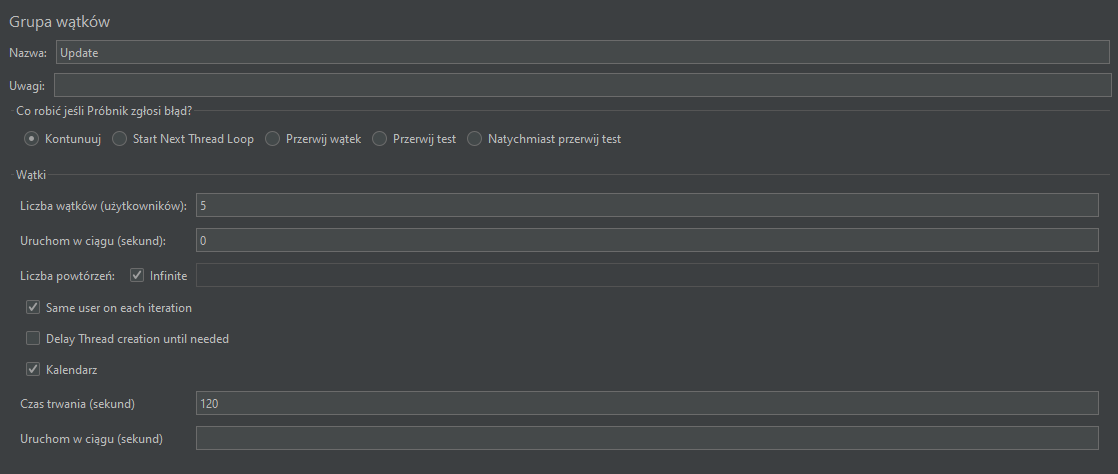 Grupa wątków
Nazwa: Update
Uwagi:
Co robić jeśli Próbnik zgłosi błąd?
Kontunuuj Start Next Thread Loop Przerwij wątek Przerwij test Natychmiast przerwij test
Wątki
Liczba wątków (użytkowników): 5
Uruchom w ciągu (sekund): 0
Liczba powtórzeń: Infinite
Same user on each iteration
Delay Thread creation until needed
Kalendarz
Czas trwania (sekund) 120
Uruchom w ciągu (sekund)